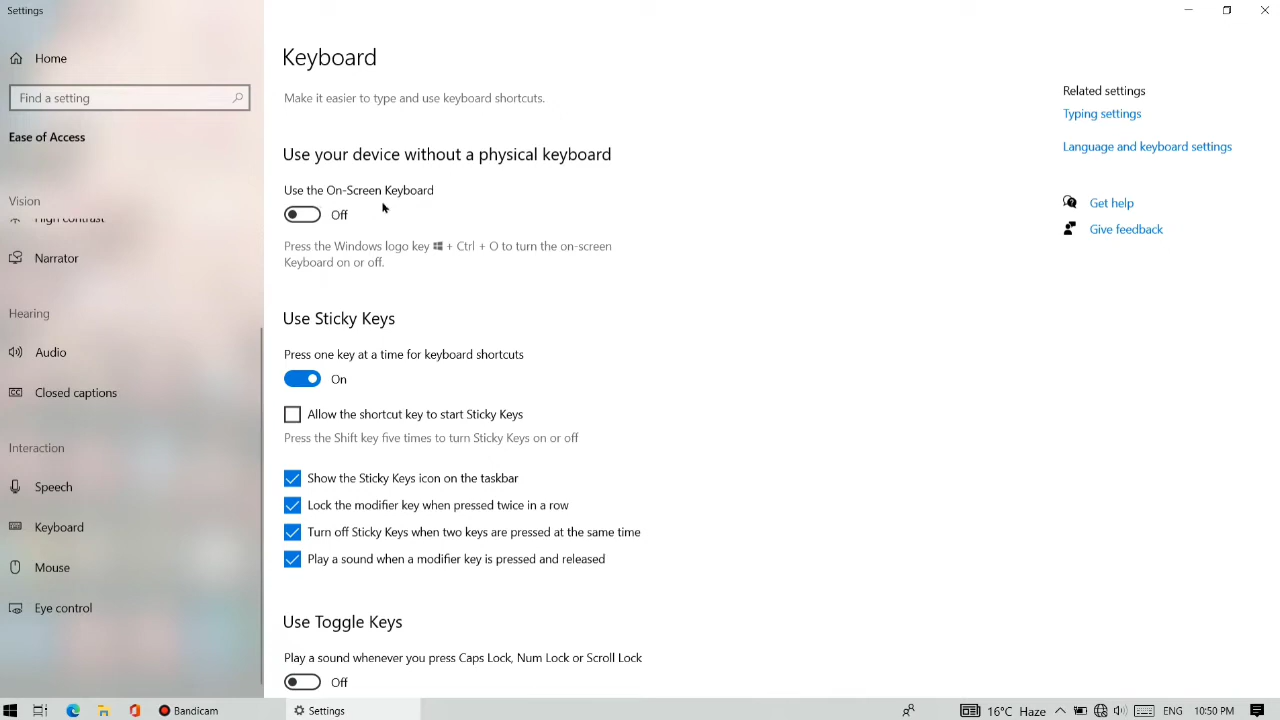 Settings
Home
Find a setting
Ease of Access
Vision
High contrast
Narrator
Hearing
Audio
Closed captions
Interaction
Speech
Keyboard
Mouse
Eye control
Keyboard
Make it easier to type and use keyboard shortcuts.
Use your device without a physical keyboard
Use the On-Screen Keyboard
Off
Press the Windows logo key + Ctrl + O to turn the on-screen
Keyboard on or off.
Use Sticky Keys
Press one key at a time for keyboard shortcuts
On
Allow the shortcut key to start Sticky Keys
Press the Shift key five times to turn Sticky Keys on or off
Show the Sticky Keys icon on the taskbar
Lock the modifier key when pressed twice in a row
Turn off Sticky Keys when two keys are pressed at the same time
Play a sound when a modifier key is pressed and released
Use Toggle Keys
Play a sound whenever you press Caps Lock, Num Lock or Scroll Lock
Off
Related settings
Typing settings
Language and keyboard settings
Get help
Give feedback
Bandicam
Settings
16°C Haze
ENG 10:50 PM